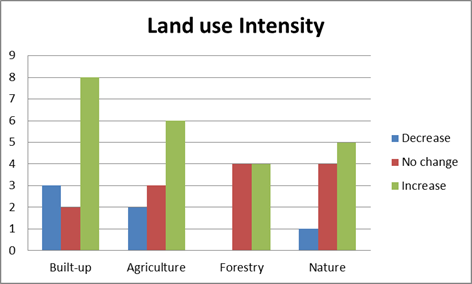 Land use Intensity
9
8
7
6
5
4
3
2
1
0
Built-up Agriculture Forestry Nature
Decrease
No change
Increase